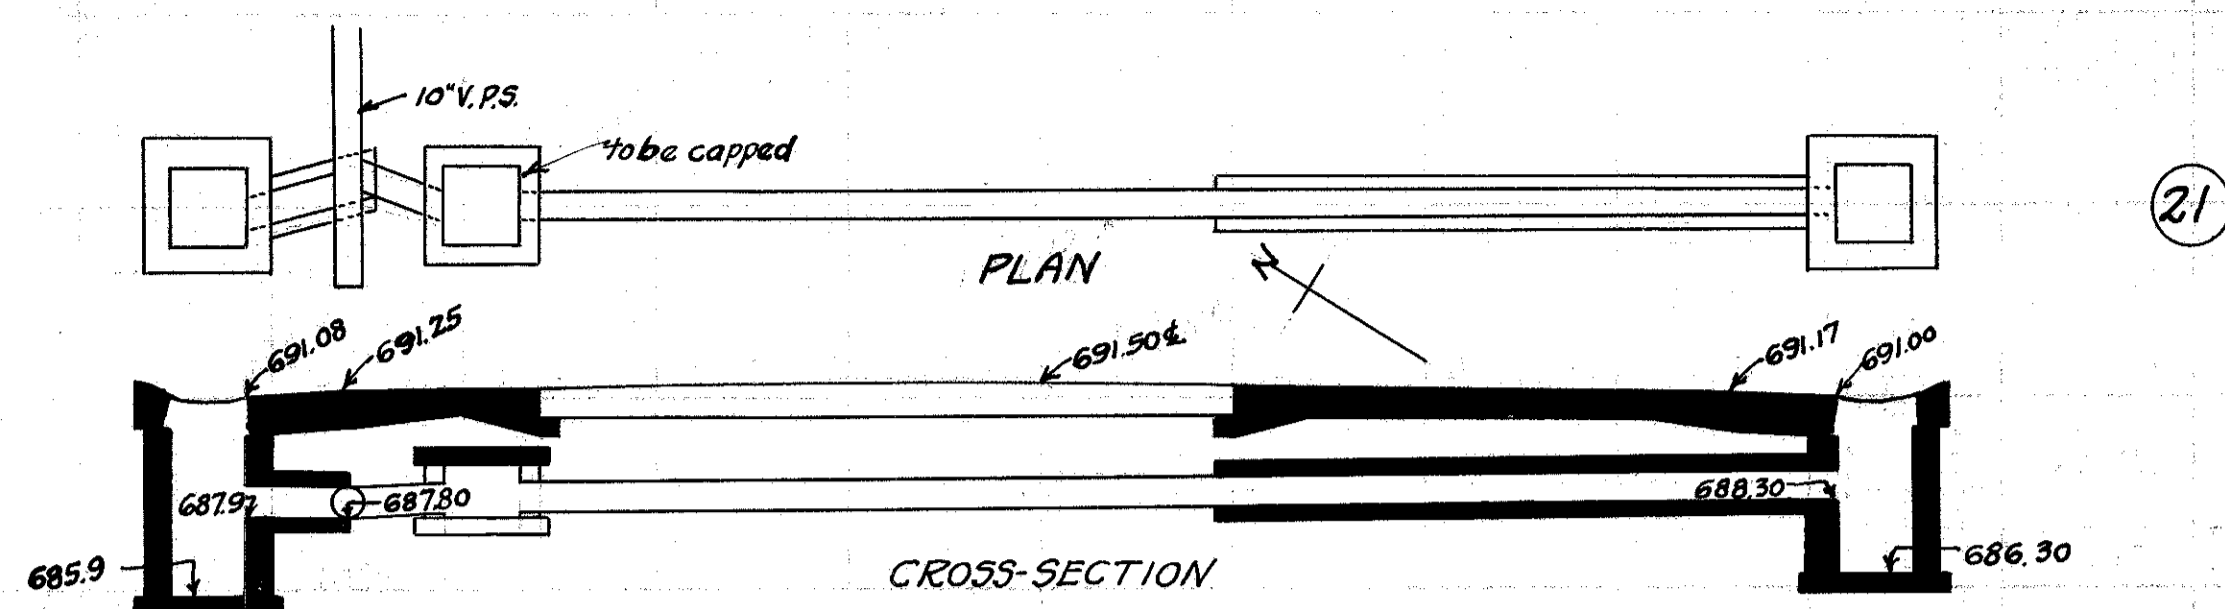 10" V.P.S.
to be capped
21
PLAN
N
691.08
691.25
691.50 ℄
691.17
691.00
687.9
687.80
688.30
685.9
686.30
CROSS-SECTION